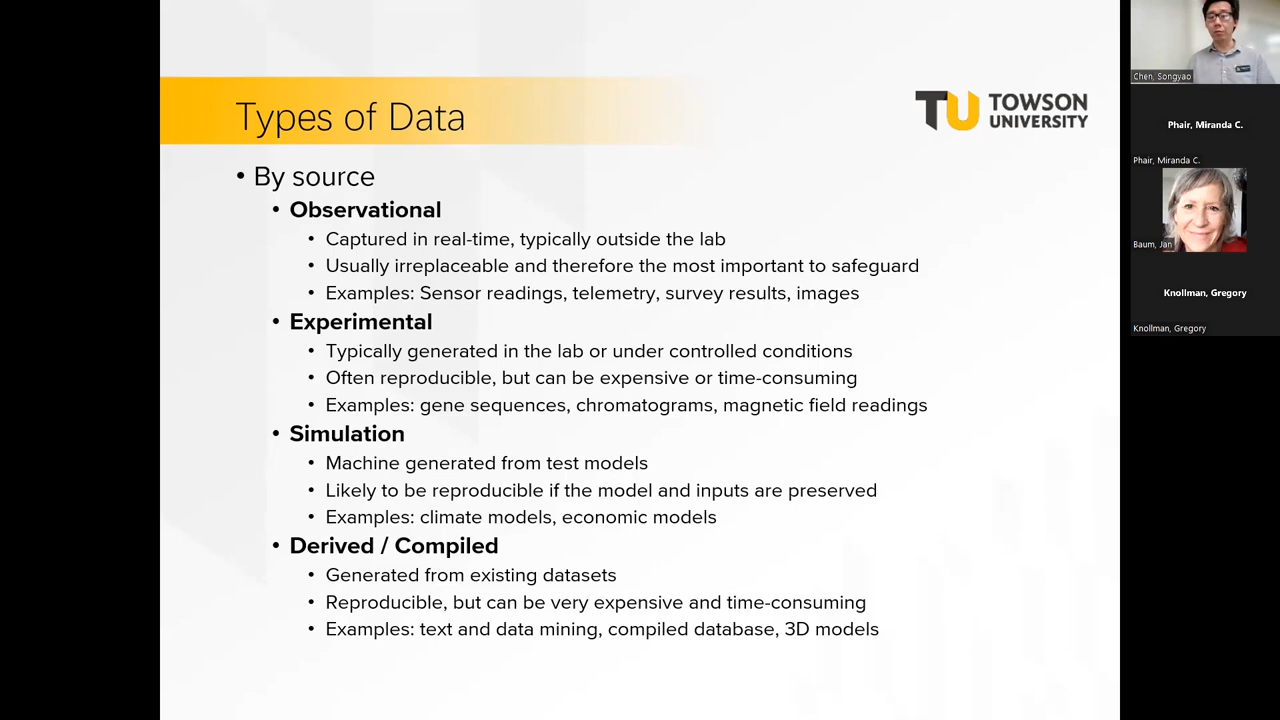 Types of Data
TU TOWSON
UNIVERSITY
• By source
• Observational
• Captured in real-time, typically outside the lab
• Usually irreplaceable and therefore the most important to safeguard
• Examples: Sensor readings, telemetry, survey results, images
• Experimental
• Typically generated in the lab or under controlled conditions
• Often reproducible, but can be expensive or time-consuming
• Examples: gene sequences, chromatograms, magnetic field readings
• Simulation
• Machine generated from test models
• Likely to be reproducible if the model and inputs are preserved
• Examples: climate models, economic models
• Derived / Compiled
• Generated from existing datasets
• Reproducible, but can be very expensive and time-consuming
• Examples: text and data mining, compiled database, 3D models
Chen, Songyao
Phair, Miranda C.
Phair, Miranda C.
Baum, Jan
Knollman, Gregory
Knollman, Gregory